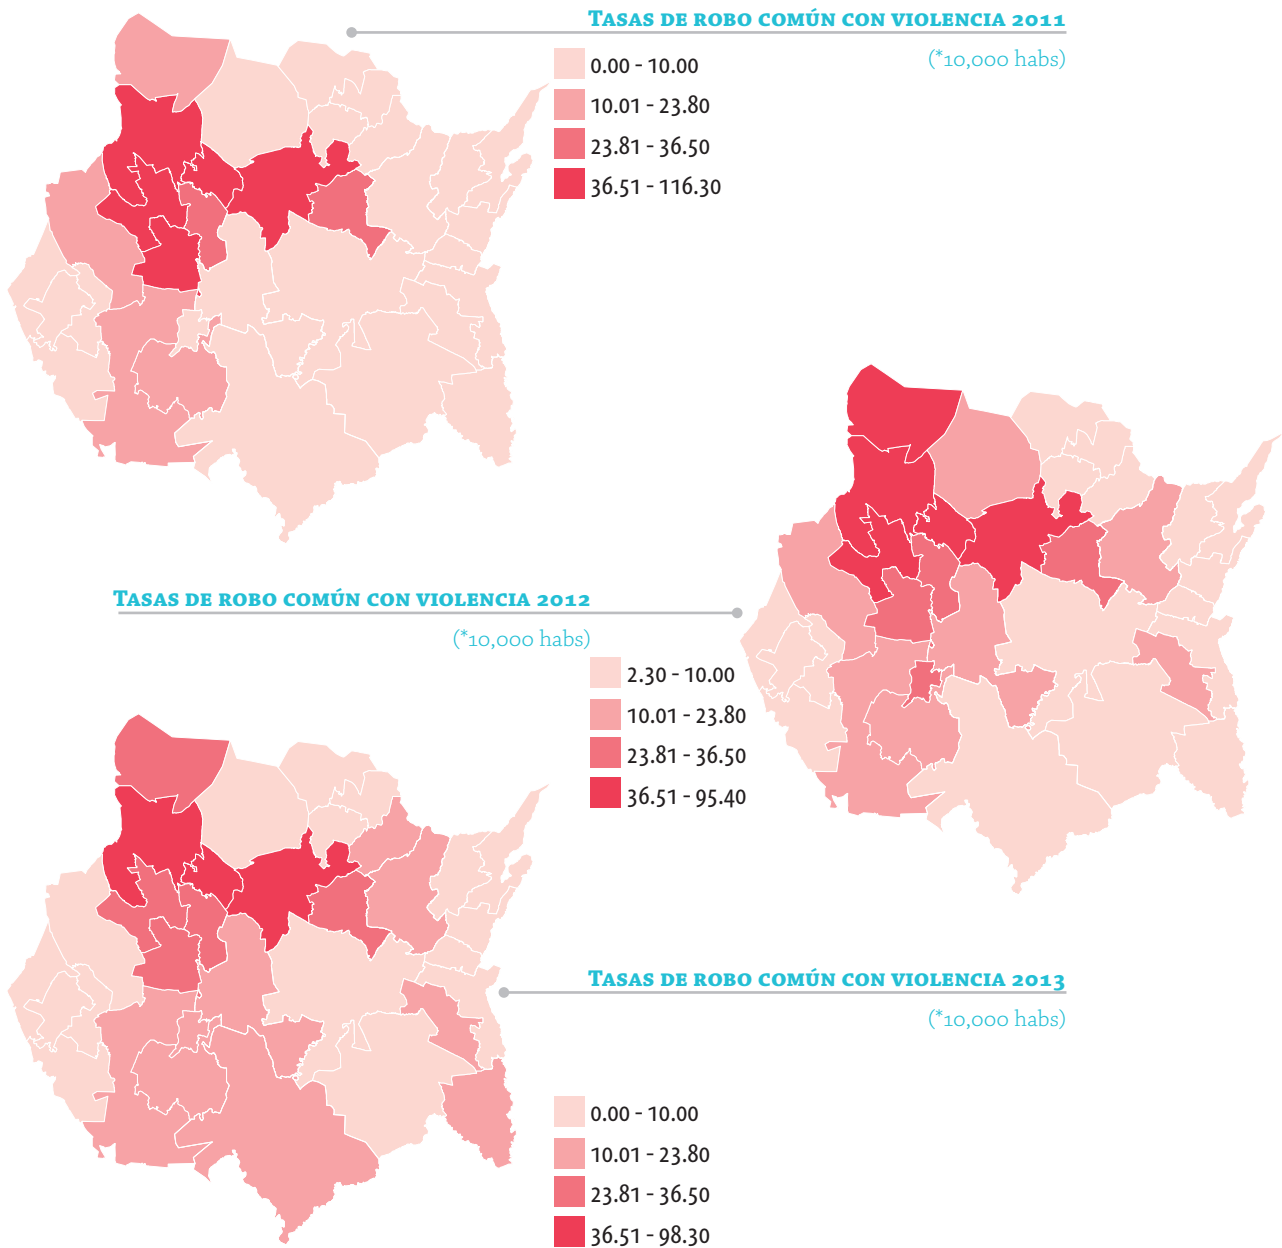 Tasas de robo común con violencia 2011
(*10,000 habs)
0.00 - 10.00
10.01 - 23.80
23.81 - 36.50
36.51 - 116.30
Tasas de robo común con violencia 2012
(*10,000 habs)
2.30 - 10.00
10.01 - 23.80
23.81 - 36.50
36.51 - 95.40
Tasas de robo común con violencia 2013
(*10,000 habs)
0.00 - 10.00
10.01 - 23.80
23.81 - 36.50
36.51 - 98.30